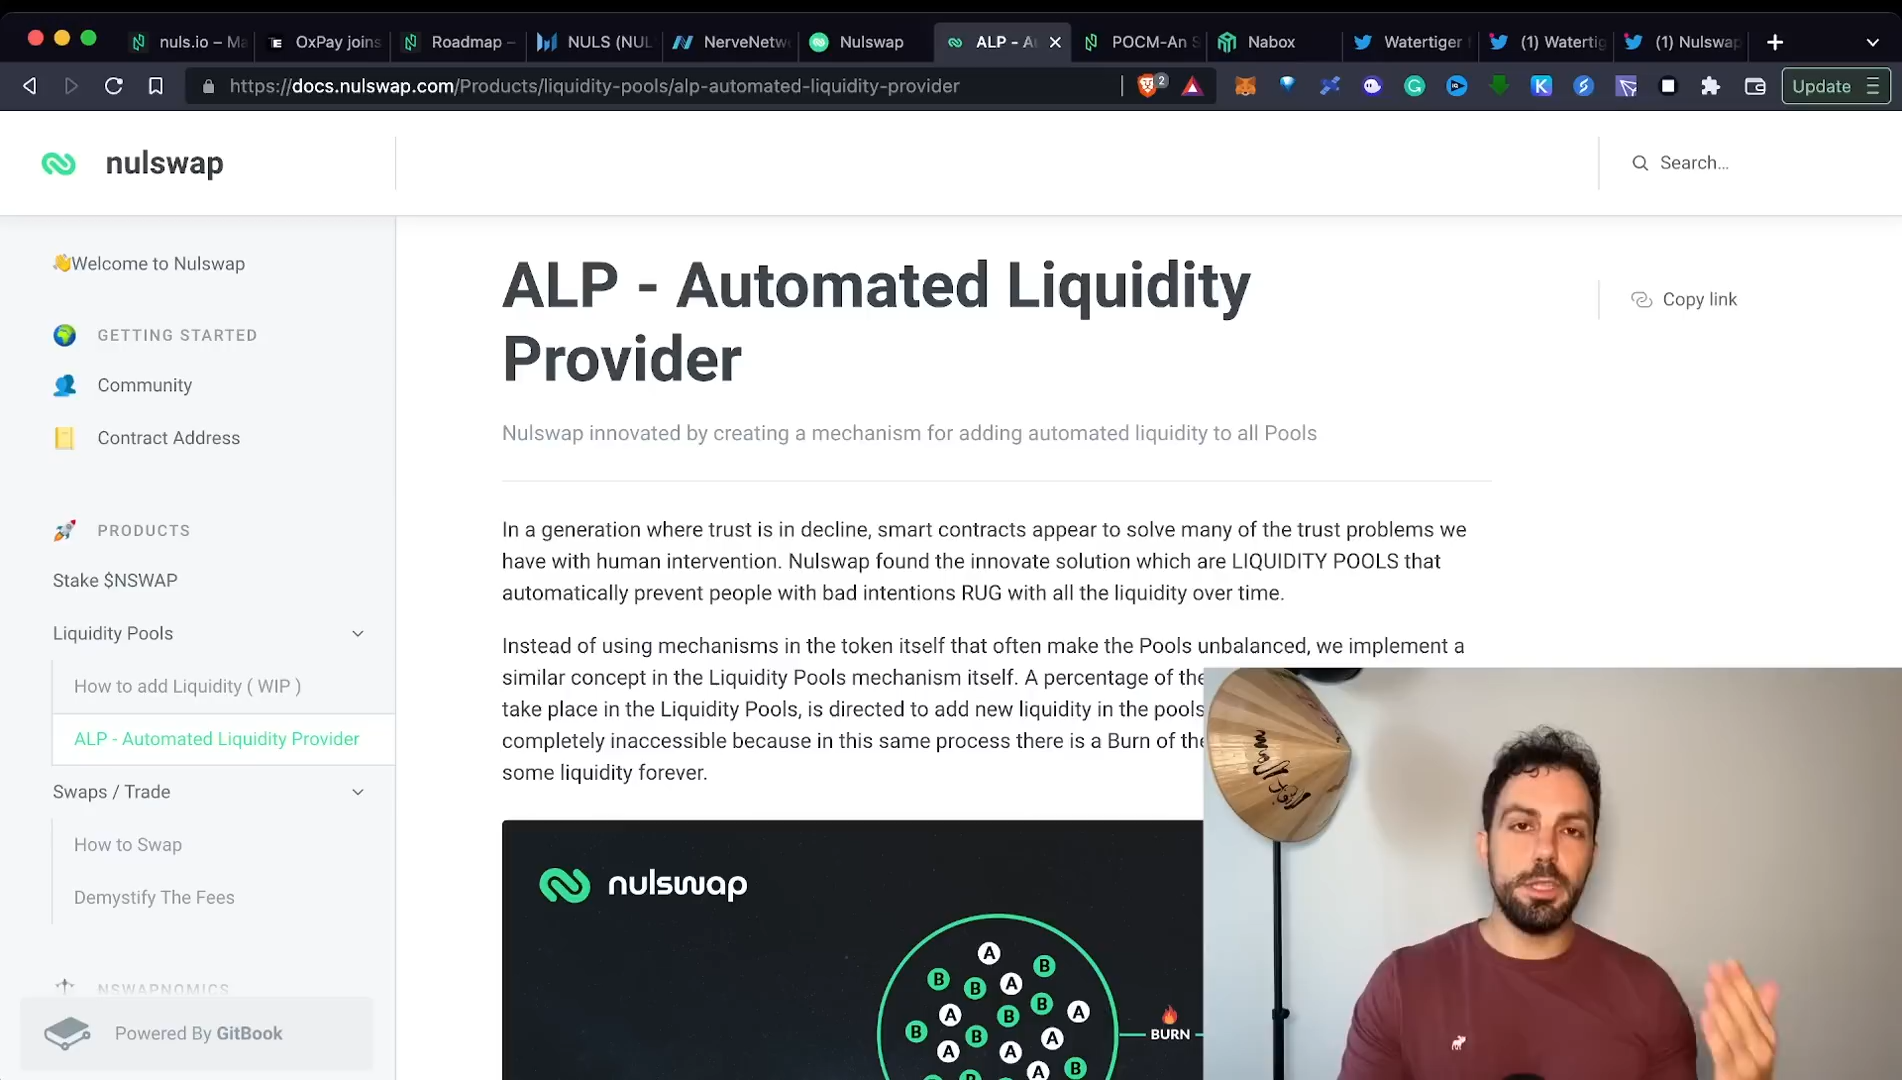 nuls.io – Ma
OxPay joins
Roadmap –
NULS (NUL
NerveNetw
Nulswap
ALP - A
POCM-An S
Nabox
Watertiger
(1) Watertig
(1) Nulswap
https://docs.nulswap.com/Products/liquidity-pools/alp-automated-liquidity-provider
2
Update
nulswap
Search...
👋Welcome to Nulswap
GETTING STARTED
Community
Contract Address
PRODUCTS
Stake $NSWAP
Liquidity Pools
How to add Liquidity ( WIP )
ALP - Automated Liquidity Provider
Swaps / Trade
How to Swap
Demystify The Fees
NSWAPNOMICS
Powered By GitBook
ALP - Automated Liquidity
Provider
Copy link
Nulswap innovated by creating a mechanism for adding automated liquidity to all Pools
In a generation where trust is in decline, smart contracts appear to solve many of the trust problems we
have with human intervention. Nulswap found the innovate solution which are LIQUIDITY POOLS that
automatically prevent people with bad intentions RUG with all the liquidity over time.
Instead of using mechanisms in the token itself that often make the Pools unbalanced, we implement a
similar concept in the Liquidity Pools mechanism itself. A percentage of the
take place in the Liquidity Pools, is directed to add new liquidity in the pools
completely inaccessible because in this same process there is a Burn of the
some liquidity forever.
nulswap
A
B
B
A
B
A
B
B
A
B
B
A
A
A
A
B
B
B
BURN